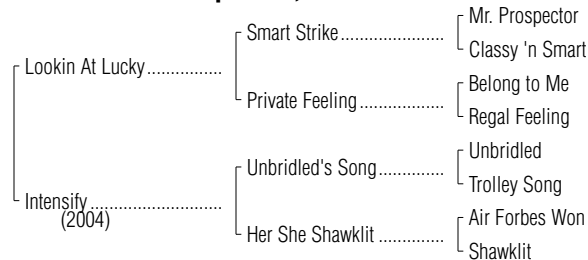 Mr. Prospector
Smart Strike....................
Classy 'n Smart
Lookin At Lucky...............
Belong to Me
Private Feeling.................
Regal Feeling
Unbridled
Unbridled's Song.............
Trolley Song
Intensify..........................
(2004)
Air Forbes Won
Her She Shawklit .............
Shawklit